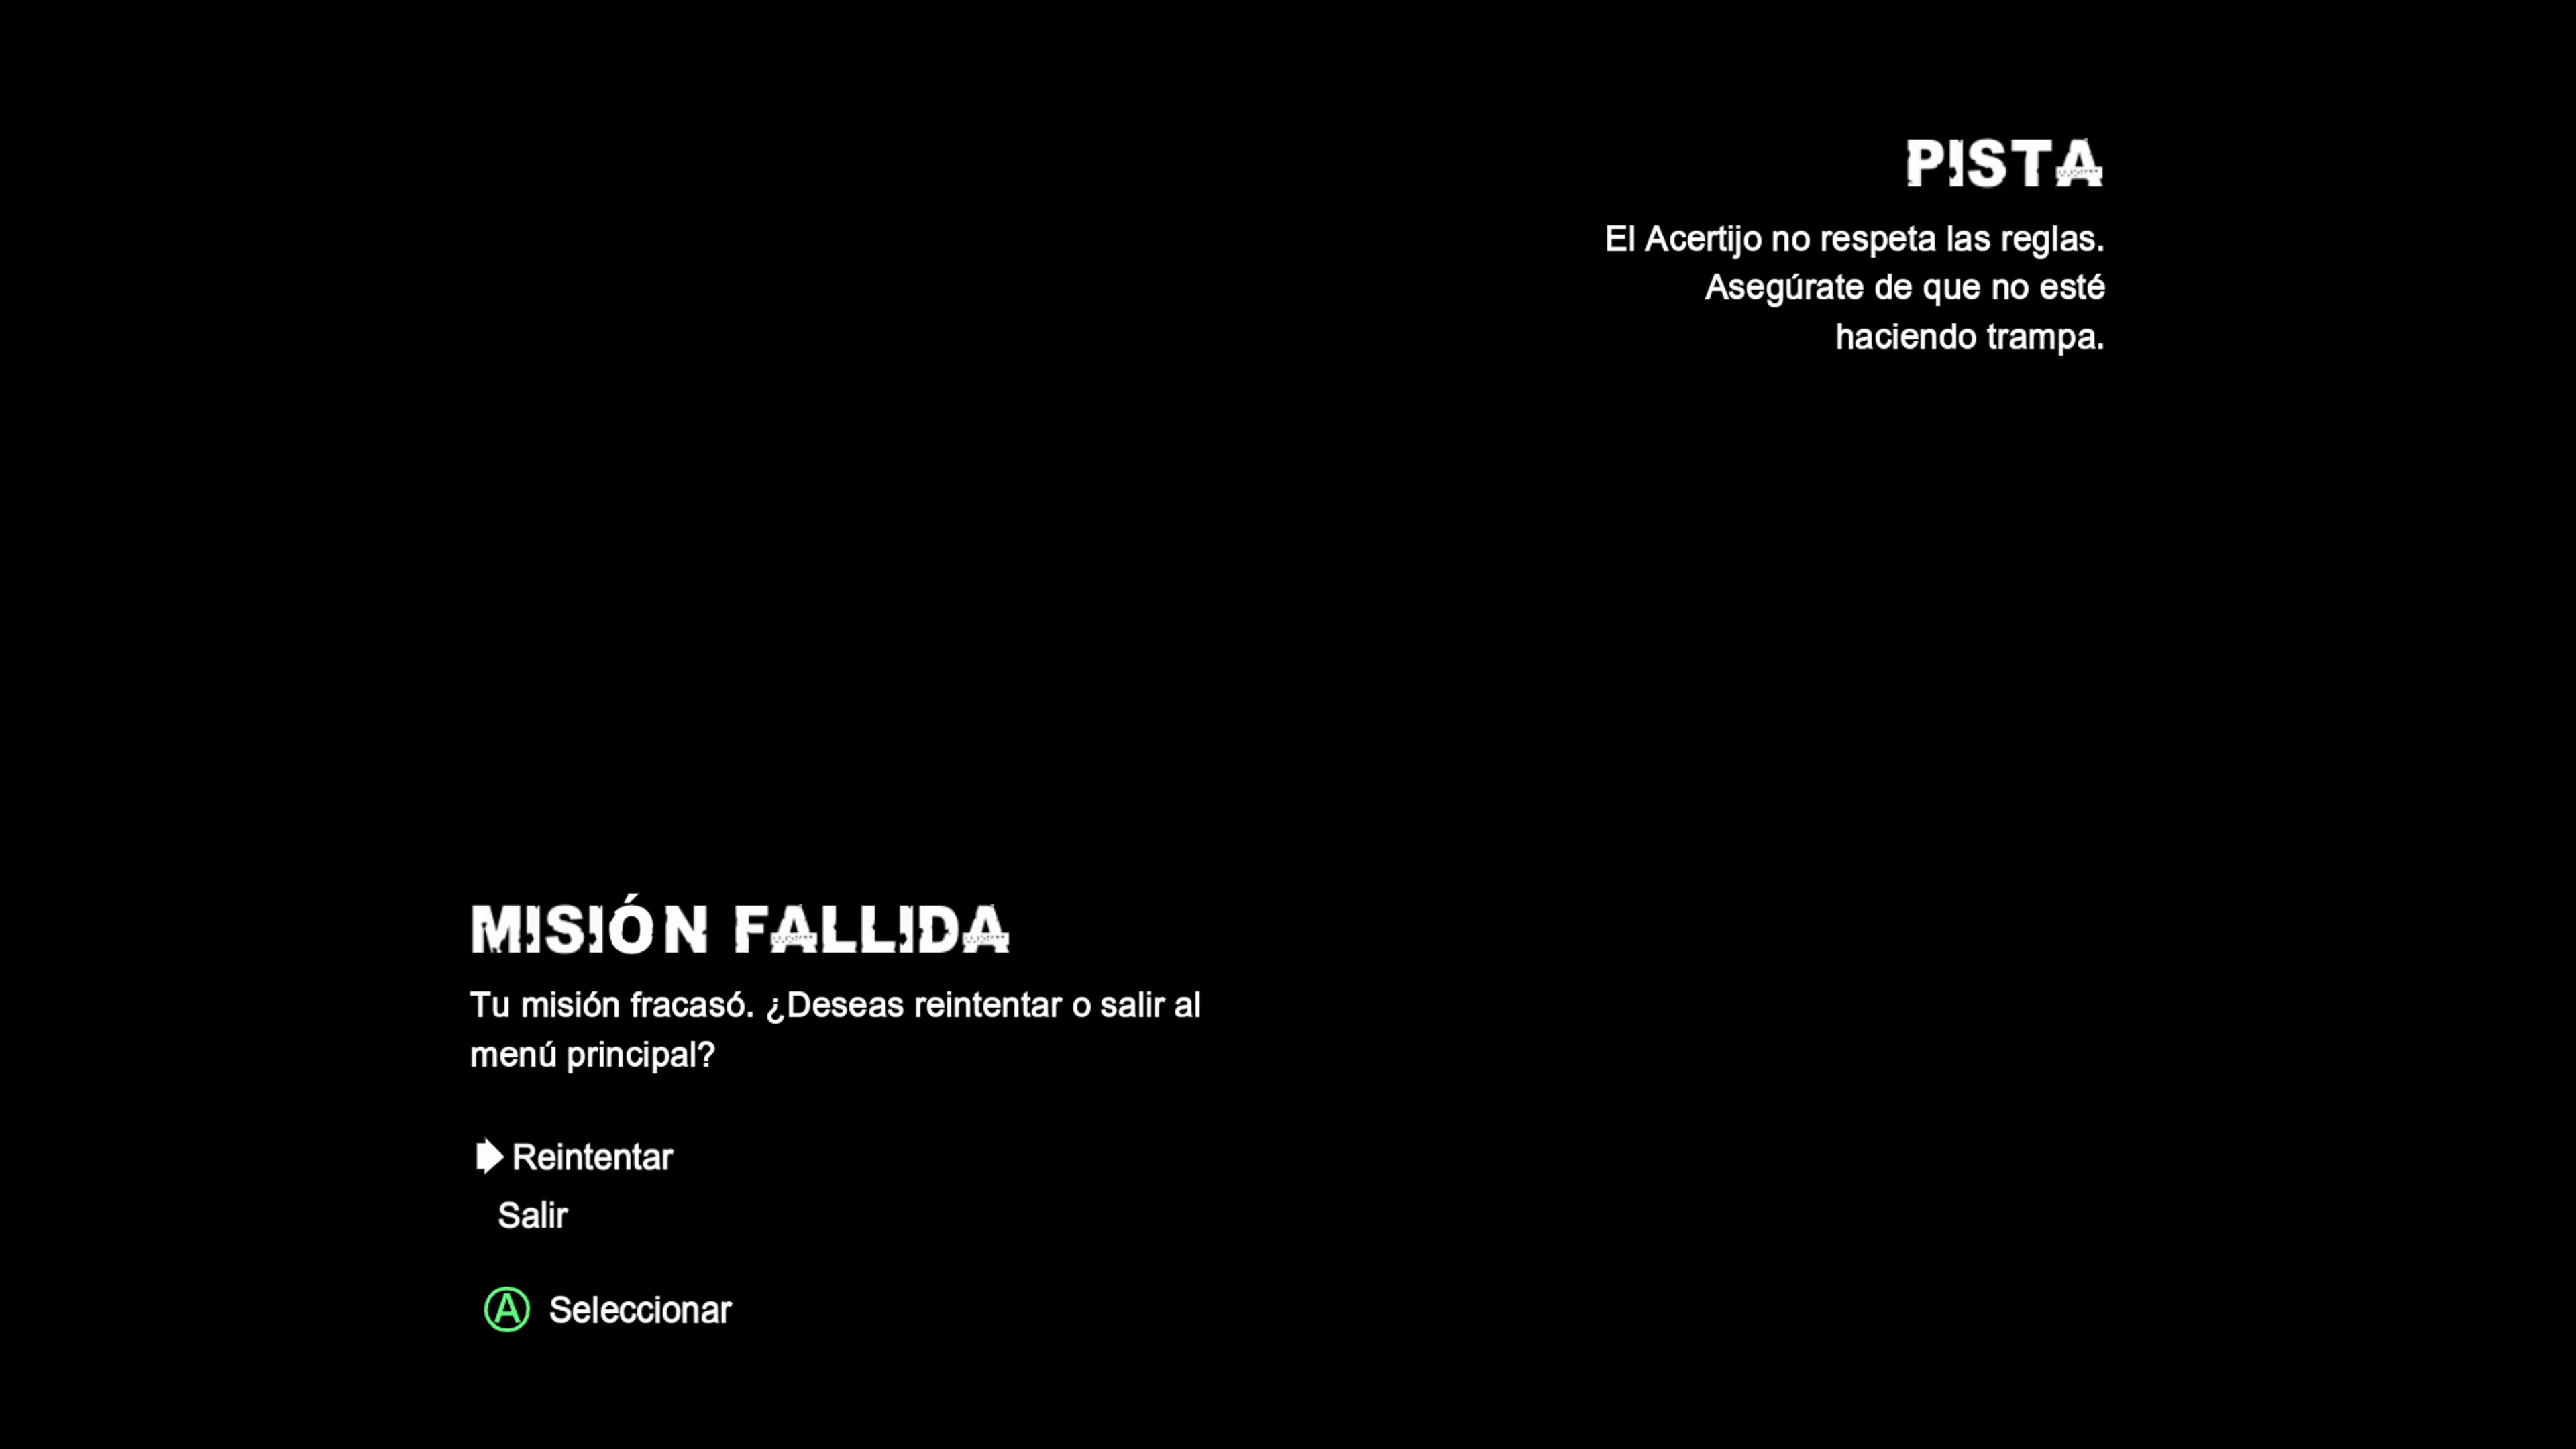 PISTA
El Acertijo no respeta las reglas.
Asegúrate de que no esté
haciendo trampa.
MISIÓN FALLIDA
Tu misión fracasó. ¿Deseas reintentar o salir al
menú principal?
Reintentar
Salir
A Seleccionar